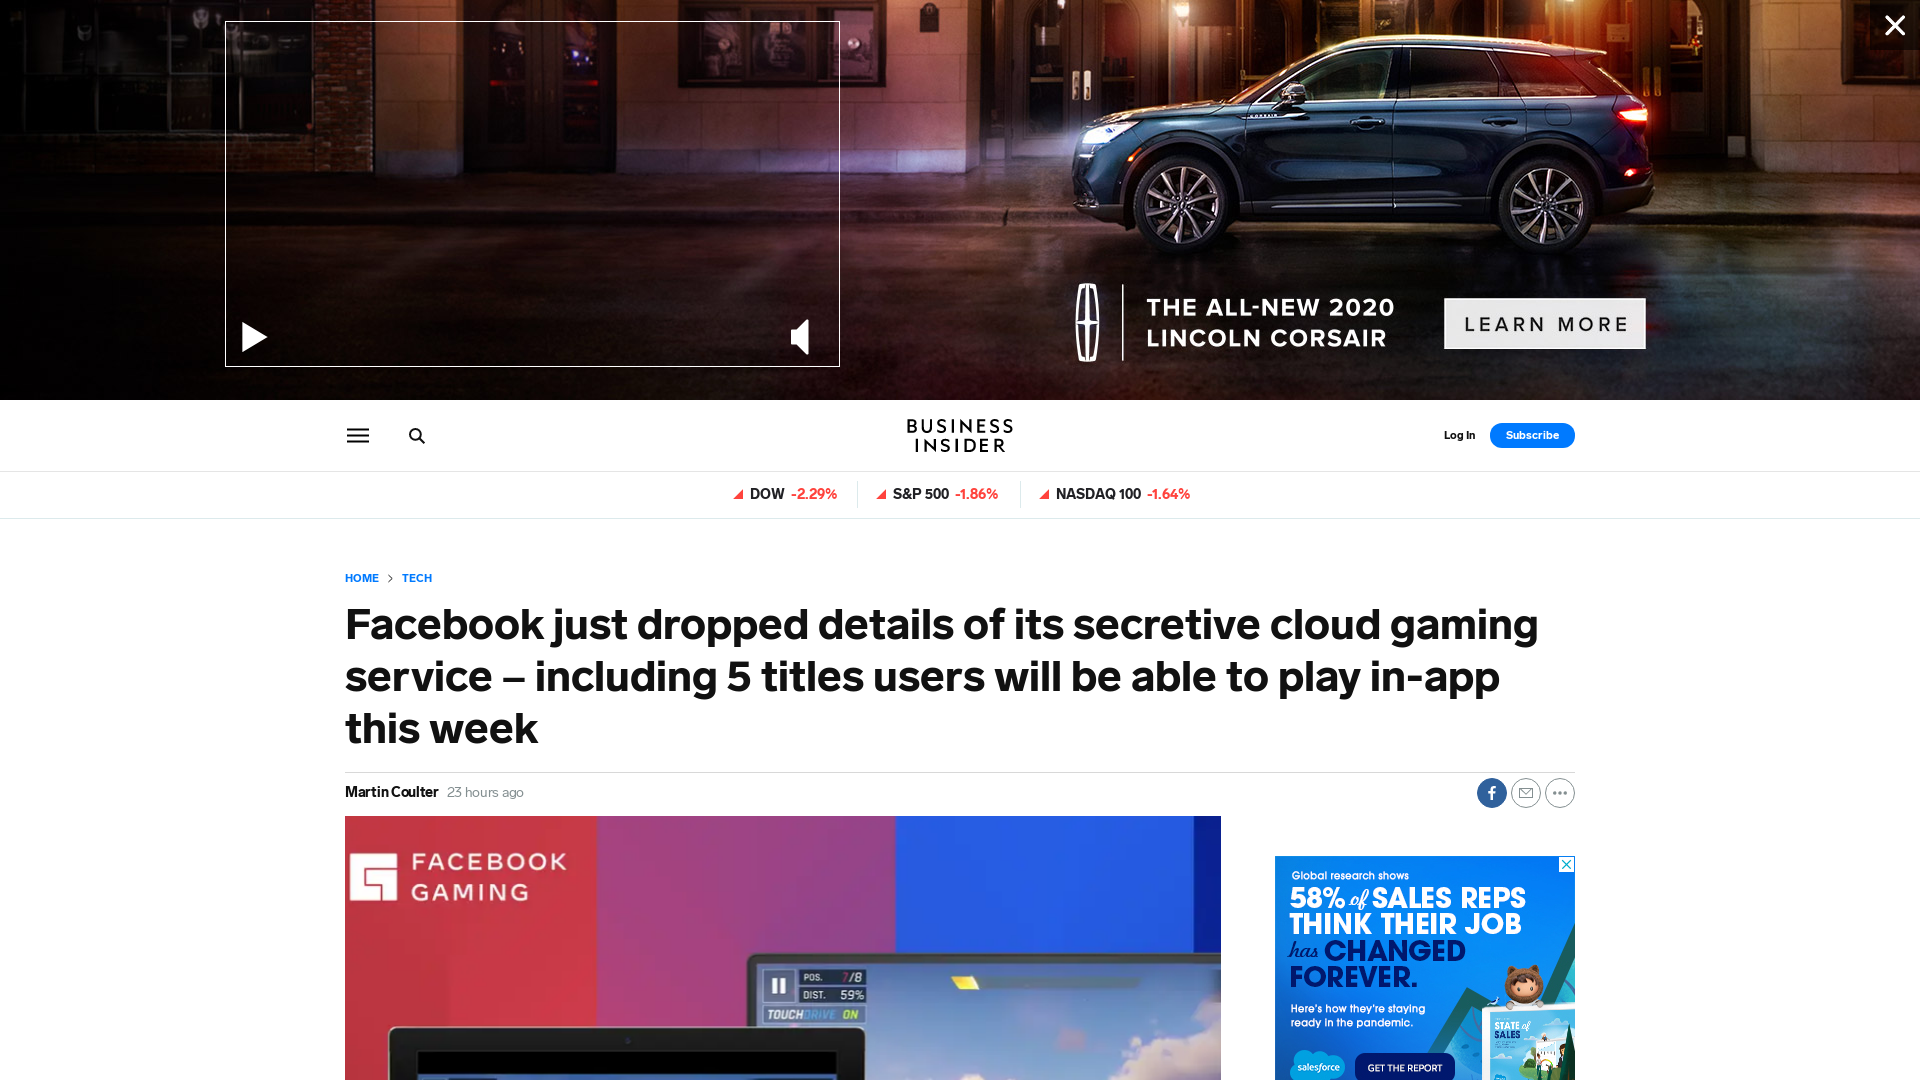 CORSAIR
THE ALL-NEW 2020
LINCOLN CORSAIR
LEARN MORE
BUSINESS
INSIDER
Log In
Subscribe
DOW -2.29%
S&P 500 -1.86%
NASDAQ 100 -1.64%
HOME > TECH
Facebook just dropped details of its secretive cloud gaming
service – including 5 titles users will be able to play in-app
this week
Martin Coulter 23 hours ago
FACEBOOK
GAMING
POS. 7/8
DIST. 59%
TOUCHDRIVE ON
Global research shows
58% of SALES REPS
THINK THEIR JOB
has CHANGED
FOREVER.
Here's how they're staying
ready in the pandemic.
STATE of
SALES
salesforce
GET THE REPORT